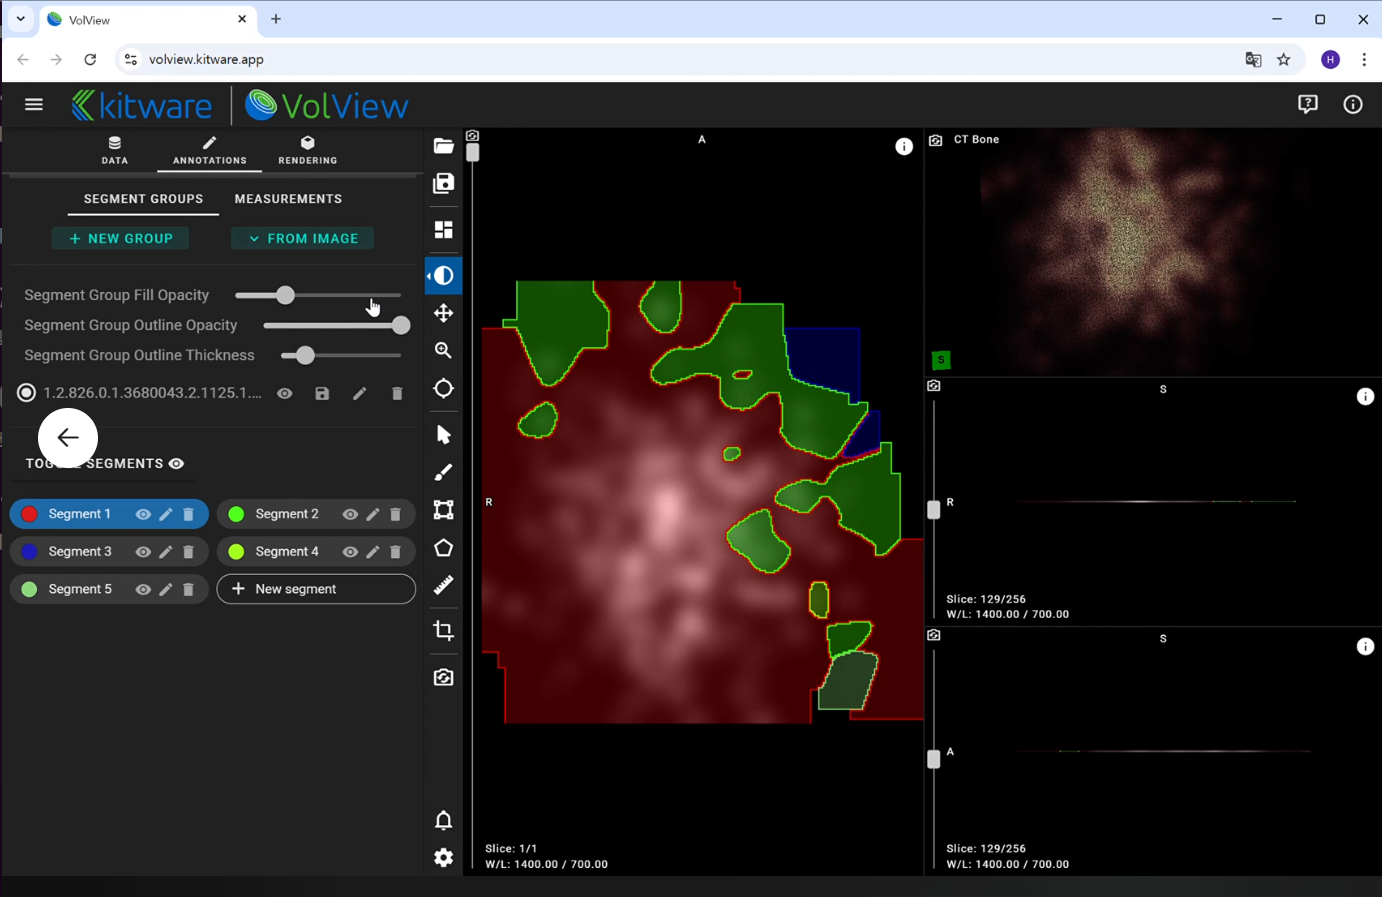 VolView
volview.kitware.app
H
kitware VolView
DATA
ANNOTATIONS
RENDERING
SEGMENT GROUPS
MEASUREMENTS
+ NEW GROUP
FROM IMAGE
Segment Group Fill Opacity
Segment Group Outline Opacity
Segment Group Outline Thickness
1.2.826.0.1.3680043.2.1125.1....
SEGMENTS
Segment 1
Segment 2
Segment 3
Segment 4
Segment 5
+ New segment
A
R
Slice: 1/1
W/L: 1400.00 / 700.00
CT Bone
S
S
R
Slice: 129/256
W/L: 1400.00 / 700.00
S
A
Slice: 129/256
W/L: 1400.00 / 700.00